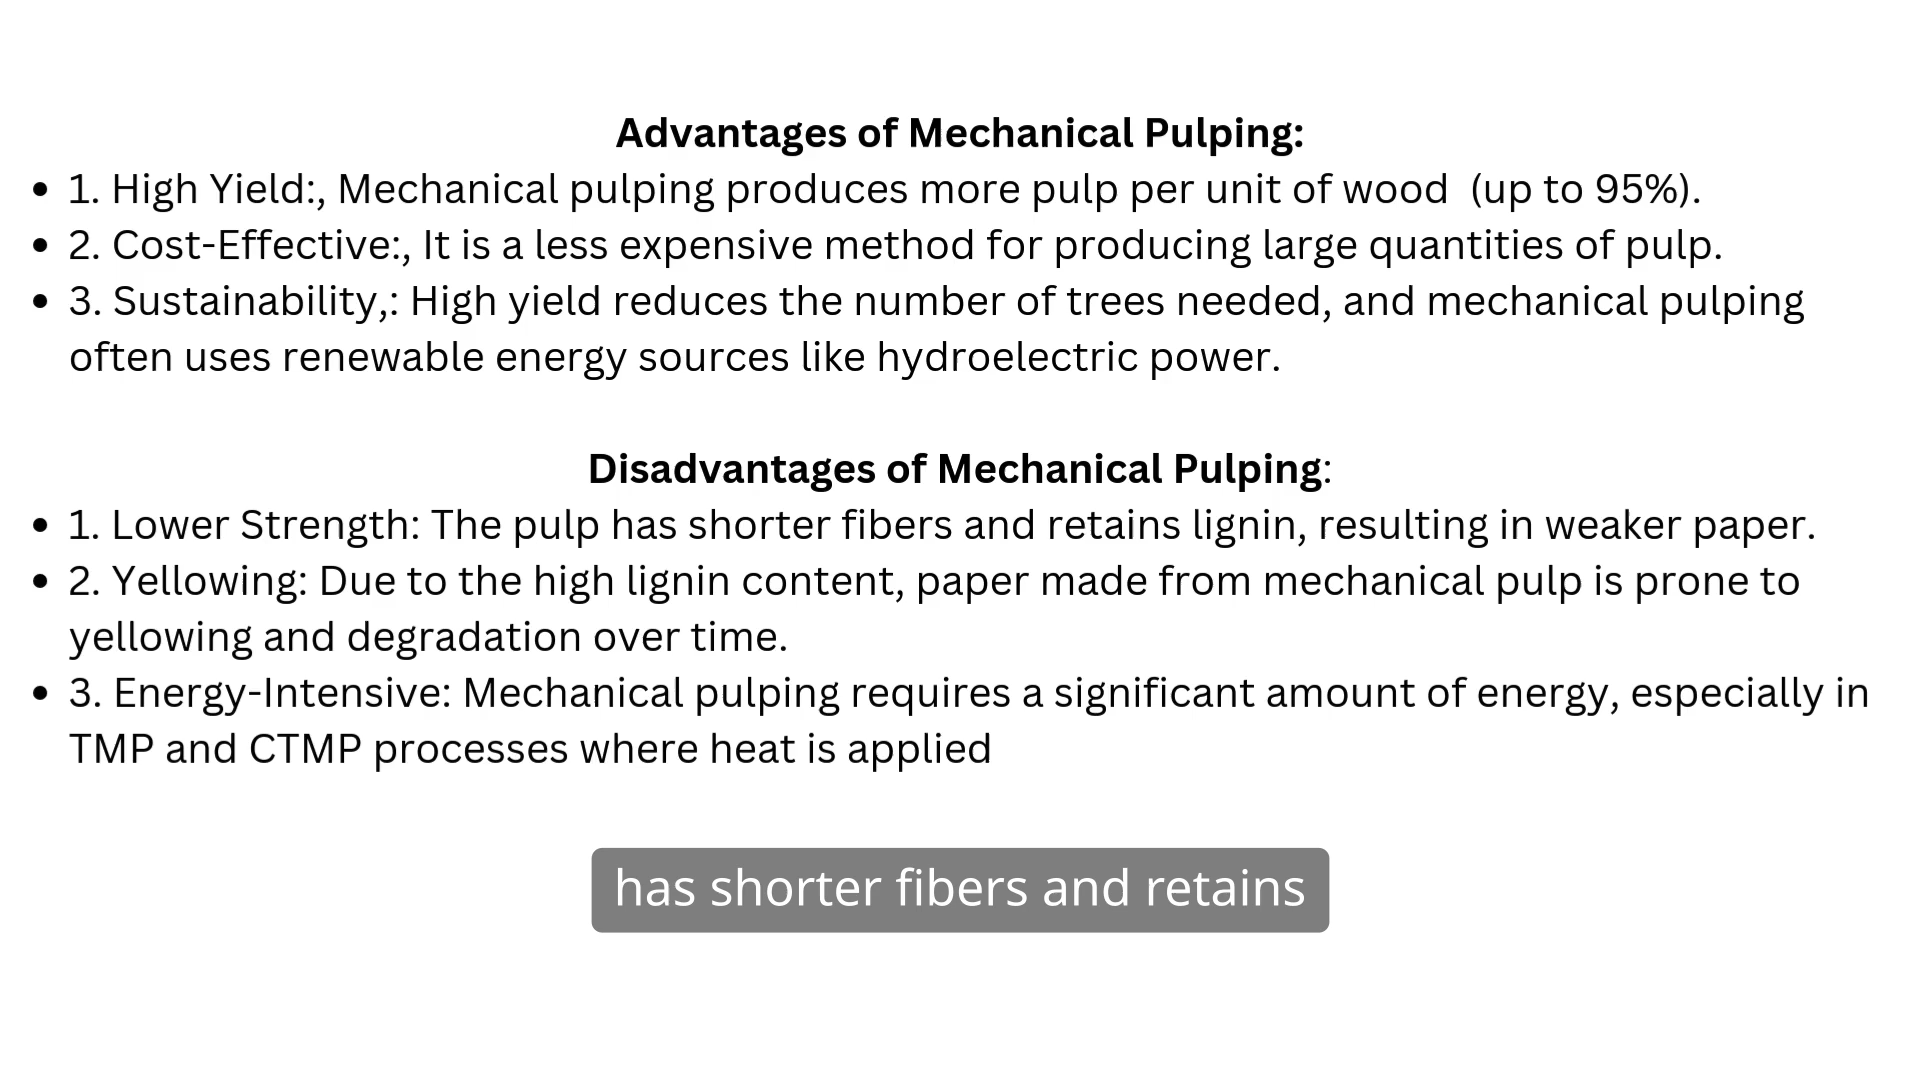 Advantages of Mechanical Pulping:
• 1. High Yield:, Mechanical pulping produces more pulp per unit of wood  (up to 95%).
• 2. Cost-Effective:, It is a less expensive method for producing large quantities of pulp.
• 3. Sustainability,: High yield reduces the number of trees needed, and mechanical pulping
often uses renewable energy sources like hydroelectric power.
Disadvantages of Mechanical Pulping:
• 1. Lower Strength: The pulp has shorter fibers and retains lignin, resulting in weaker paper.
• 2. Yellowing: Due to the high lignin content, paper made from mechanical pulp is prone to
yellowing and degradation over time.
• 3. Energy-Intensive: Mechanical pulping requires a significant amount of energy, especially in
TMP and CTMP processes where heat is applied
has shorter fibers and retains